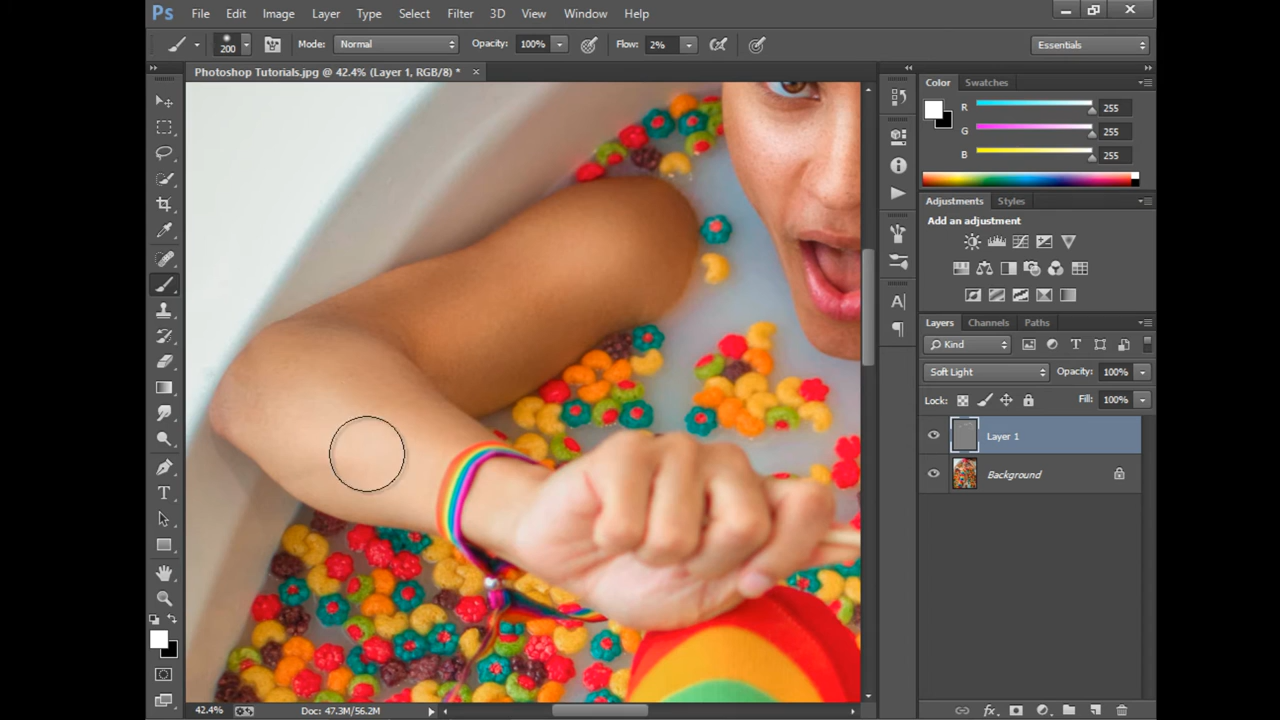 Ps File Edit Image Layer Type Select Filter 3D View Window Help
200 Mode: Normal Opacity: 100% Flow: 2% Essentials
Photoshop Tutorials.jpg @ 42.4% (Layer 1, RGB/8) * ×
Color Swatches
R 255
G 255
B 255
Adjustments Styles
Add an adjustment
Layers Channels Paths
Kind
Soft Light Opacity: 100%
Lock: Fill: 100%
Layer 1
Background
42.4% Doc: 47.3M/56.2M